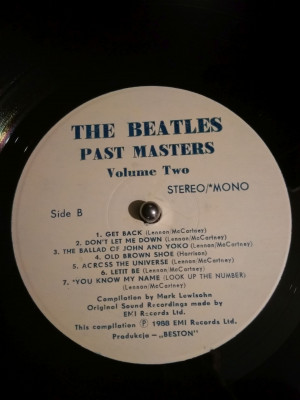 THE BEATLES
PAST MASTERS
Volume Two
STEREO/*MONO
Side B
1. GET BACK (Lennon/McCartney)
2. DON'T LET ME DOWN (Lennon/McCartney)
3. THE BALLAD OF JOHN AND YOKO (Lennon/McCartney)
4. OLD BROWN SHOE (Harrison)
5. ACROSS THE UNIVERSE (Lennon/McCartney)
6. LETIT BE (Lennon/McCartney)
7. *YOU KNOW MY NAME (LOOK UP THE NUMBER)
(Lennon/McCartney)
Compilation by Mark Lewisohn
Original Sound Recordings made by
EMI Records Ltd.
This compilation Ⓟ 1988 EMI Records Ltd.
Produkcja - „BESTON"